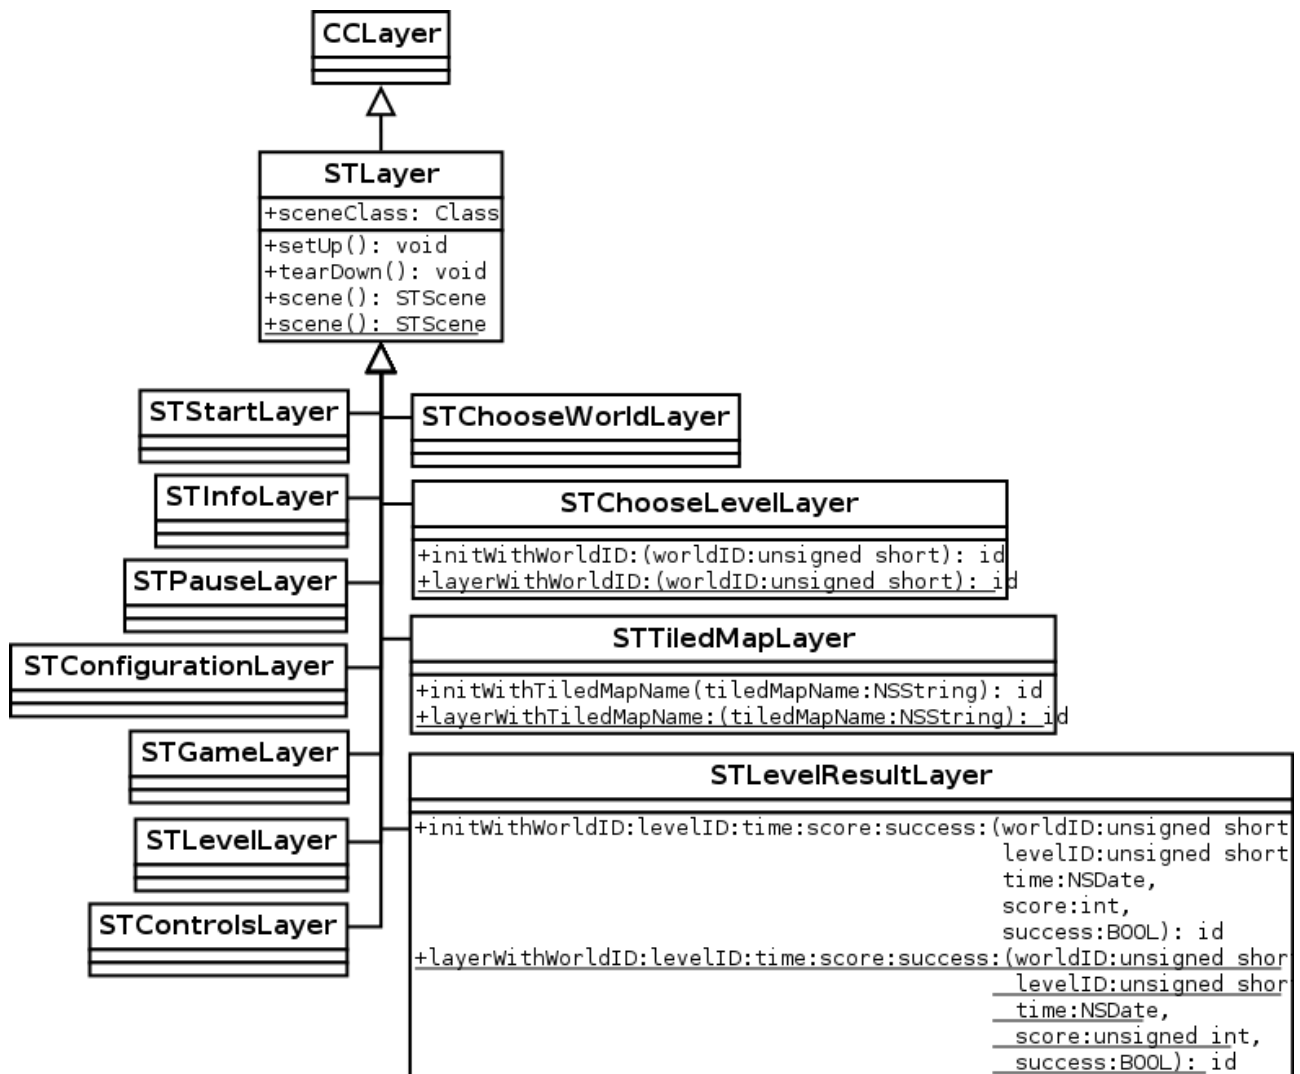 CCLayer
STLayer
+sceneClass: Class
+setUp(): void
+tearDown(): void
+scene(): STScene
+scene(): STScene
STStartLayer
STInfoLayer
STPauseLayer
STConfigurationLayer
STGameLayer
STLevelLayer
STControlsLayer
STChooseWorldLayer
STChooseLevelLayer
+initWithWorldID:(worldID:unsigned short): id
+layerWithWorldID:(worldID:unsigned short): id
STTiledMapLayer
+initWithTiledMapName(tiledMapName:NSString): id
+layerWithTiledMapName:(tiledMapName:NSString): id
STLevelResultLayer
+initWithWorldID:levelID:time:score:success:(worldID:unsigned short
levelID:unsigned short
time:NSDate,
score:int,
success:BOOL): id
+layerWithWorldID:levelID:time:score:success:(worldID:unsigned shor
levelID:unsigned shor
time:NSDate,
score:unsigned int,
success:BOOL): id